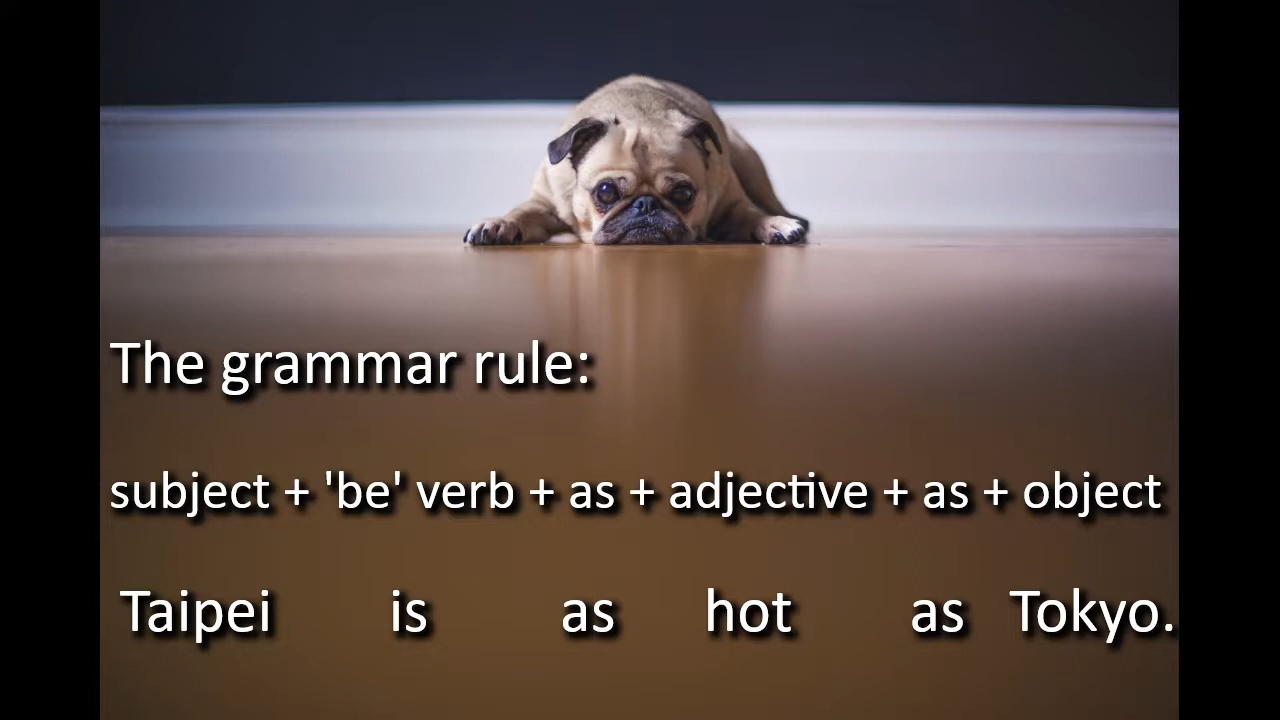 The grammar rule:
subject + 'be' verb + as + adjective + as + object
Taipei is as hot as Tokyo.